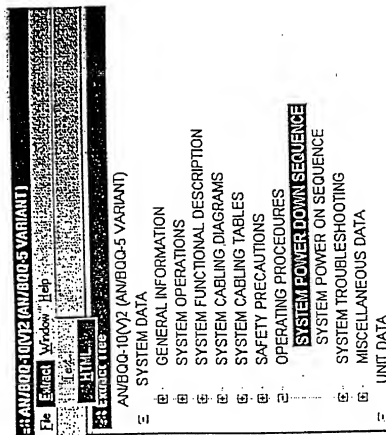 AN/BQQ-10(V)2 (AN/BQQ-5 VARIANT)
File Extract Window Help
HTML
Extract Tree
AN/BQQ-10(V)2 (AN/BQQ-5 VARIANT)
SYSTEM DATA
GENERAL INFORMATION
SYSTEM OPERATIONS
SYSTEM FUNCTIONAL DESCRIPTION
SYSTEM CABLING DIAGRAMS
SYSTEM CABLING TABLES
SAFETY PRECAUTIONS
OPERATING PROCEDURES
SYSTEM POWER DOWN SEQUENCE
SYSTEM POWER ON SEQUENCE
SYSTEM TROUBLESHOOTING
MISCELLANEOUS DATA
UNIT DATA